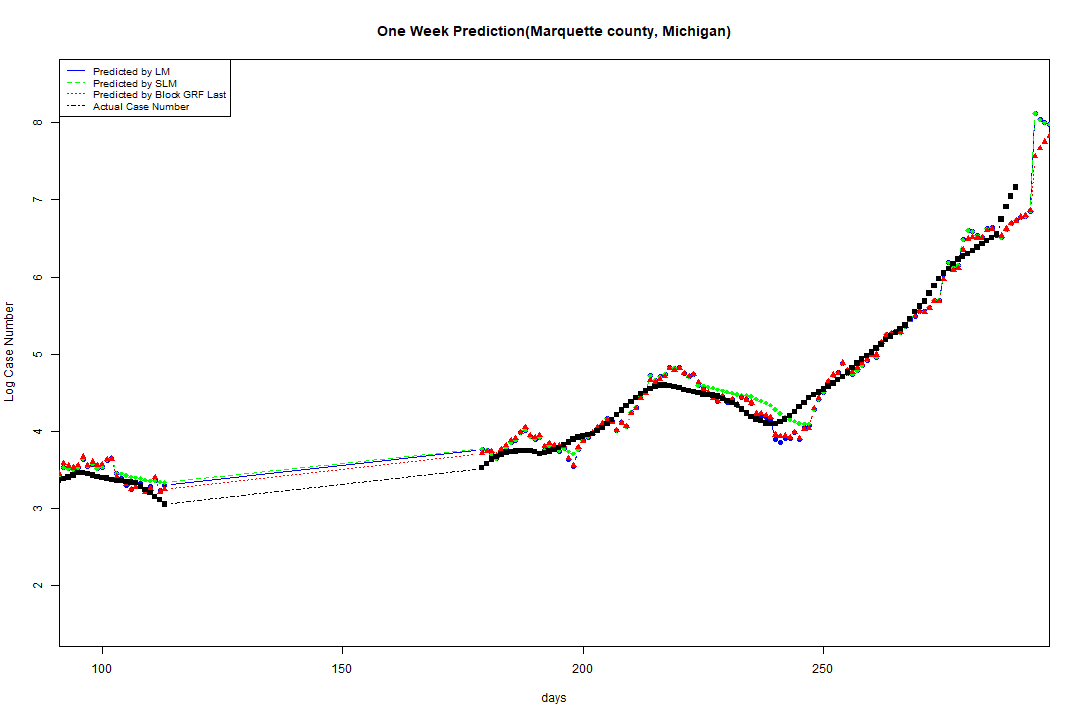 One Week Prediction(Marquette county, Michigan)
Predicted by LM
Predicted by SLM
Predicted by Block GRF Last
Actual Case Number
8
7
6
5
4
3
2
Log Case Number
100 150 200 250
days